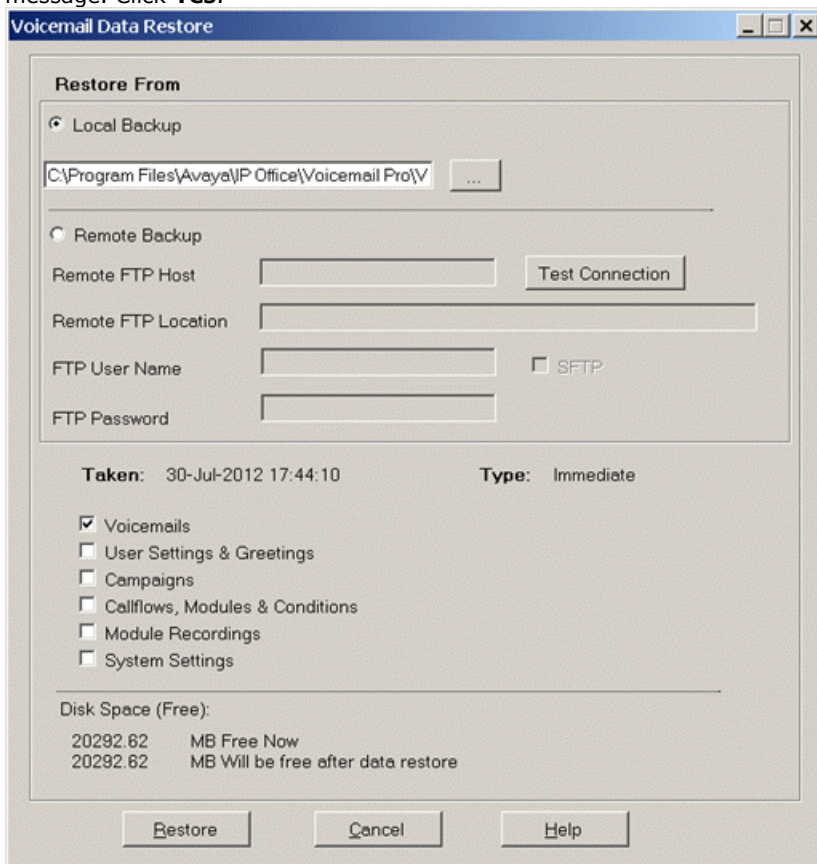 message. Click Yes.
Voicemail Data Restore
Restore From
Local Backup
C:\Program Files\Avaya\IP Office\Voicemail Pro\V
...
Remote Backup
Remote FTP Host
Test Connection
Remote FTP Location
FTP User Name
SFTP
FTP Password
Taken: 30-Jul-2012 17:44:10 Type: Immediate
Voicemails
User Settings & Greetings
Campaigns
Callflows, Modules & Conditions
Module Recordings
System Settings
Disk Space (Free):
20292.62 MB Free Now
20292.62 MB Will be free after data restore
Restore Cancel Help